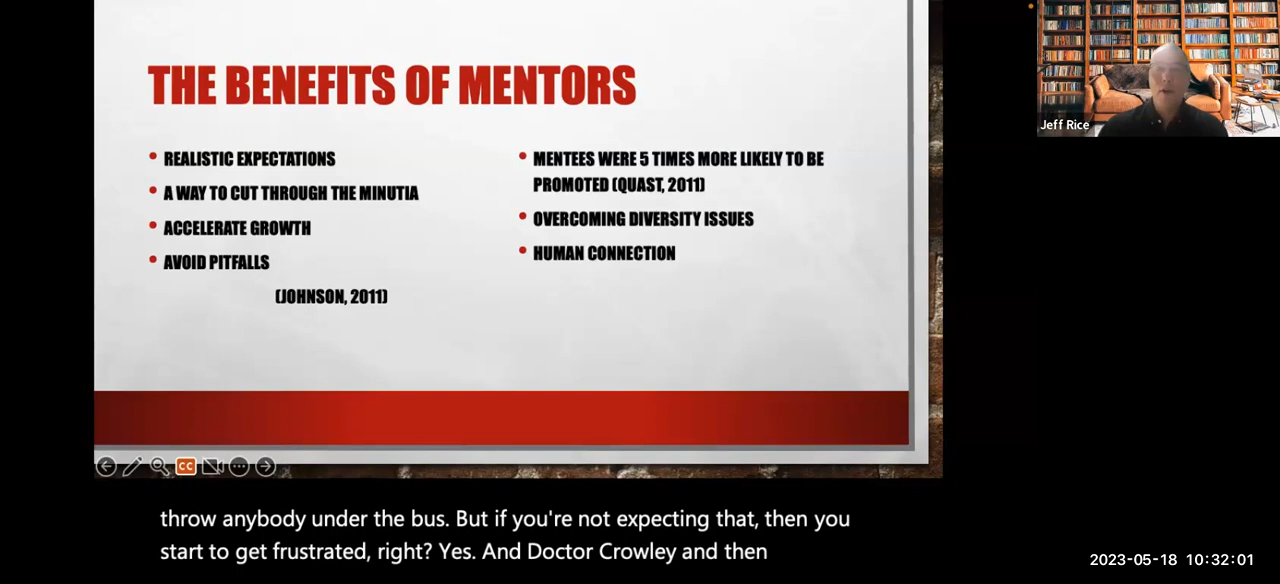 THE BENEFITS OF MENTORS
• REALISTIC EXPECTATIONS
• A WAY TO CUT THROUGH THE MINUTIA
• ACCELERATE GROWTH
• AVOID PITFALLS
(JOHNSON, 2011)
• MENTEES WERE 5 TIMES MORE LIKELY TO BE
PROMOTED (QUAST, 2011)
• OVERCOMING DIVERSITY ISSUES
• HUMAN CONNECTION
Jeff Rice
CC
throw anybody under the bus. But if you're not expecting that, then you
start to get frustrated, right? Yes. And Doctor Crowley and then
2023-05-18 10:32:01